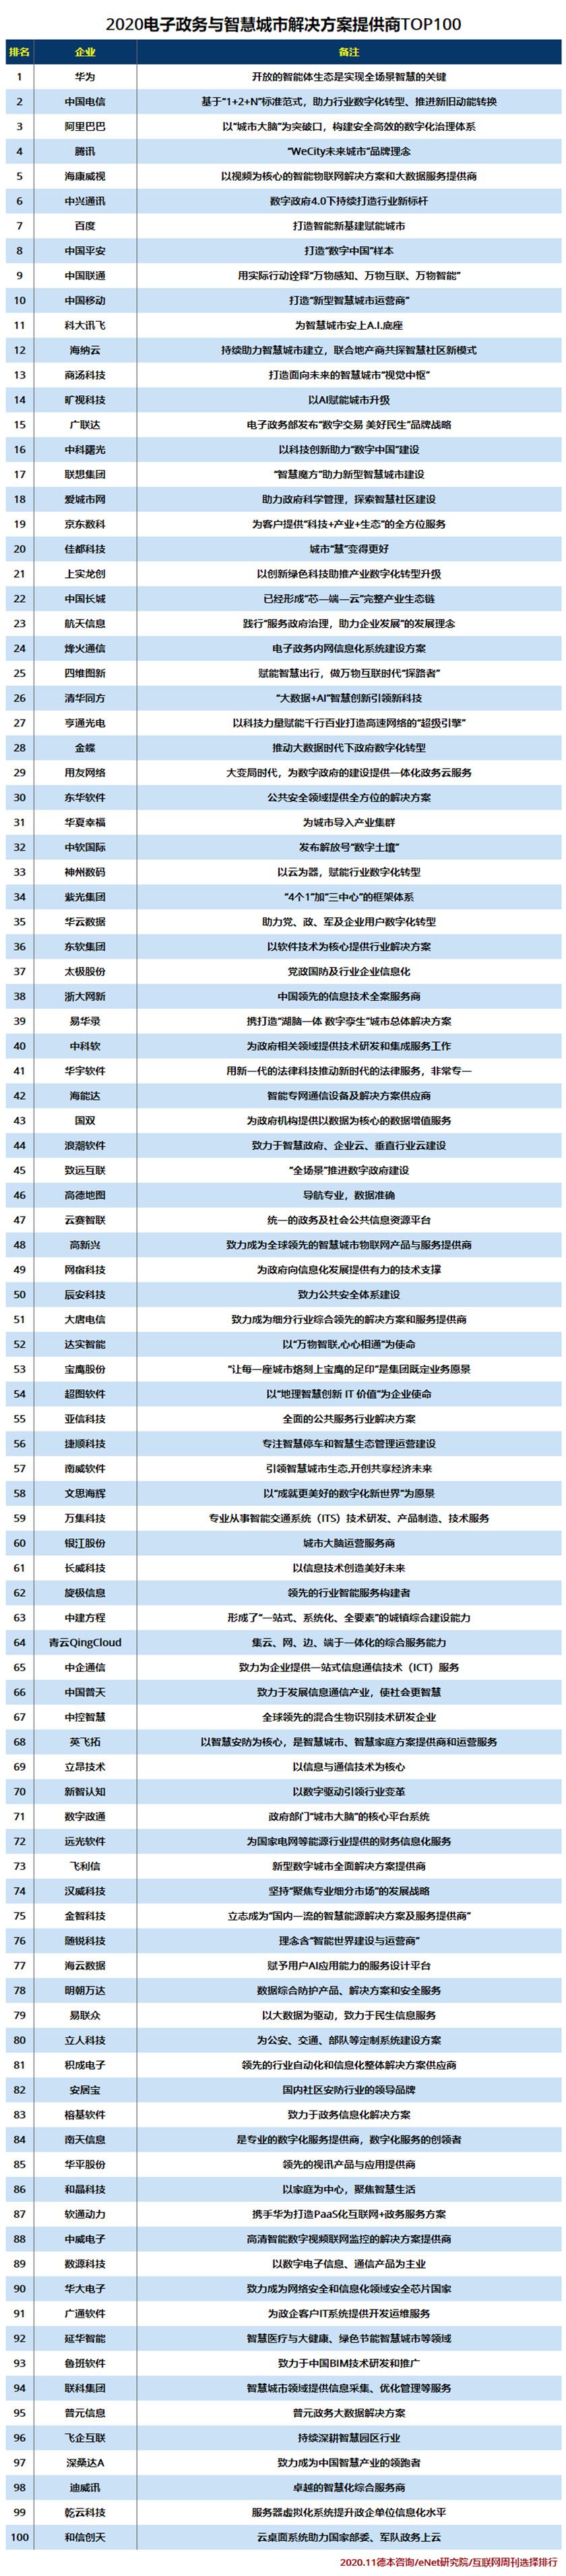 2020电子政务与智慧城市解决方案提供商TOP100
排名 企业 备注
1 华为 开放的智能体生态是实现全场景智慧的关键
2 中国电信 基于“1+2+N”标准范式，助力行业数字化转型、推进新旧动能转换
3 阿里巴巴 以“城市大脑”为突破口，构建安全高效的数字化治理体系
4 腾讯 “WeCity未来城市”品牌理念
5 海康威视 以视频为核心的智能物联网解决方案和大数据服务提供商
6 中兴通讯 数字政府4.0下持续打造行业新标杆
7 百度 打造智能新基建赋能城市
8 中国平安 打造“数字中国”样本
9 中国联通 用实际行动诠释“万物感知、万物互联、万物智能”
10 中国移动 打造“新型智慧城市运营商”
11 科大讯飞 为智慧城市安上A.I.底座
12 海纳云 持续助力智慧城市建立，联合地产商共探智慧社区新模式
13 商汤科技 打造面向未来的智慧城市“视觉中枢”
14 旷视科技 以AI赋能城市升级
15 广联达 电子政务部发布“数字交易 美好民生”品牌战略
16 中科曙光 以科技创新助力“数字中国”建设
17 联想集团 “智慧魔方”助力新型智慧城市建设
18 爱城市网 助力政府科学管理，探索智慧社区建设
19 京东数科 为客户提供“科技+产业+生态”的全方位服务
20 佳都科技 城市“慧”变得更好
21 上实龙创 以创新绿色科技助推产业数字化转型升级
22 中国长城 已经形成“芯—端—云”完整产业生态链
23 航天信息 践行“服务政府治理，助力企业发展”的发展理念
24 烽火通信 电子政务内网信息化系统建设方案
25 四维图新 赋能智慧出行，做万物互联时代“探路者”
26 清华同方 “大数据+AI”智慧创新引领新科技
27 亨通光电 以科技力量赋能千行百业打造高速网络的“超级引擎”
28 金蝶 推动大数据时代下政府数字化转型
29 用友网络 大变局时代，为数字政府的建设提供一体化政务云服务
30 东华软件 公共安全领域提供全方位的解决方案
31 华夏幸福 为城市导入产业集群
32 中软国际 发布解放号“数字土壤”
33 神州数码 以云为器，赋能行业数字化转型
34 紫光集团 “4个1”加“三中心”的框架体系
35 华云数据 助力党、政、军及企业用户数字化转型
36 东软集团 以软件技术为核心提供行业解决方案
37 太极股份 党政国防及行业企业信息化
38 浙大网新 中国领先的信息技术全案服务商
39 易华录 携打造“湖脑一体 数字孪生”城市总体解决方案
40 中科软 为政府相关领域提供技术研发和集成服务工作
41 华宇软件 用新一代的法律科技推动新时代的法律服务，非常专一
42 海能达 智能专网通信设备及解决方案供应商
43 国双 为政府机构提供以数据为核心的数据增值服务
44 浪潮软件 致力于智慧政府、企业云、垂直行业云建设
45 致远互联 “全场景”推进数字政府建设
46 高德地图 导航专业，数据准确
47 云赛智联 统一的政务及社会公共信息资源平台
48 高新兴 致力成为全球领先的智慧城市物联网产品与服务提供商
49 网宿科技 为政府向信息化发展提供有力的技术支撑
50 辰安科技 致力公共安全体系建设
51 大唐电信 致力成为细分行业综合领先的解决方案和服务提供商
52 达实智能 以“万物智联,心心相通”为使命
53 宝鹰股份 “让每一座城市烙刻上宝鹰的足印”是集团既定业务愿景
54 超图软件 以“地理智慧创新 IT 价值”为企业使命
55 亚信科技 全面的公共服务行业解决方案
56 捷顺科技 专注智慧停车和智慧生态管理运营建设
57 南威软件 引领智慧城市生态,开创共享经济未来
58 文思海辉 以“成就更美好的数字化新世界”为愿景
59 万集科技 专业从事智能交通系统（ITS）技术研发、产品制造、技术服务
60 银江股份 城市大脑运营服务商
61 长威科技 以信息技术创造美好未来
62 旋极信息 领先的行业智能服务构建者
63 中建方程 形成了“一站式、系统化、全要素”的城镇综合建设能力
64 青云QingCloud 集云、网、边、端于一体化的综合服务能力
65 中企通信 致力为企业提供一站式信息通信技术（ICT）服务
66 中国普天 致力于发展信息通信产业，使社会更智慧
67 中控智慧 全球领先的混合生物识别技术研发企业
68 英飞拓 以智慧安防为核心，是智慧城市、智慧家庭方案提供商和运营服务
69 立昂技术 以信息与通信技术为核心
70 新智认知 以数字驱动引领行业变革
71 数字政通 政府部门“城市大脑”的核心平台系统
72 远光软件 为国家电网等能源行业提供的财务信息化服务
73 飞利信 新型数字城市全面解决方案提供商
74 汉威科技 坚持“聚焦专业细分市场”的发展战略
75 金智科技 立志成为“国内一流的智慧能源解决方案及服务提供商”
76 随锐科技 理念含“智能世界建设与运营商”
77 海云数据 赋予用户AI应用能力的服务设计平台
78 明朝万达 数据综合防护产品、解决方案和安全服务
79 易联众 以大数据为驱动，致力于民生信息服务
80 立人科技 为公安、交通、部队等定制系统建设方案
81 积成电子 领先的行业自动化和信息化整体解决方案供应商
82 安居宝 国内社区安防行业的领导品牌
83 榕基软件 致力于政务信息化解决方案
84 南天信息 是专业的数字化服务提供商，数字化服务的创领者
85 华平股份 领先的视讯产品与应用提供商
86 和晶科技 以家庭为中心，聚焦智慧生活
87 软通动力 携手华为打造PaaS化互联网+政务服务方案
88 中威电子 高清智能数字视频联网监控的解决方案提供商
89 数源科技 以数字电子信息、通信产品为主业
90 华大电子 致力成为网络安全和信息化领域安全芯片国家
91 广通软件 为政企客户IT系统提供开发运维服务
92 延华智能 智慧医疗与大健康、绿色节能智慧城市等领域
93 鲁班软件 致力于中国BIM技术研发和推广
94 联科集团 智慧城市领域提供信息采集、优化管理等服务
95 普元信息 普元政务大数据解决方案
96 飞企互联 持续深耕智慧园区行业
97 深桑达A 致力成为中国智慧产业的领跑者
98 迪威讯 卓越的智慧化综合服务商
99 乾云科技 服务器虚拟化系统提升政企单位信息化水平
100 和信创天 云桌面系统助力国家部委、军队政务上云
2020.11德本咨询/eNet研究院/互联网周刊选择排行